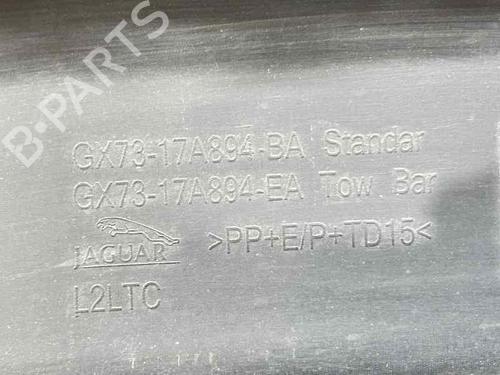 B-PARTS
GX73-17A894-BA Standar
GX73-17A894-EA Tow Bar
JAGUAR >PP+E/P+TD15<
L2LTC